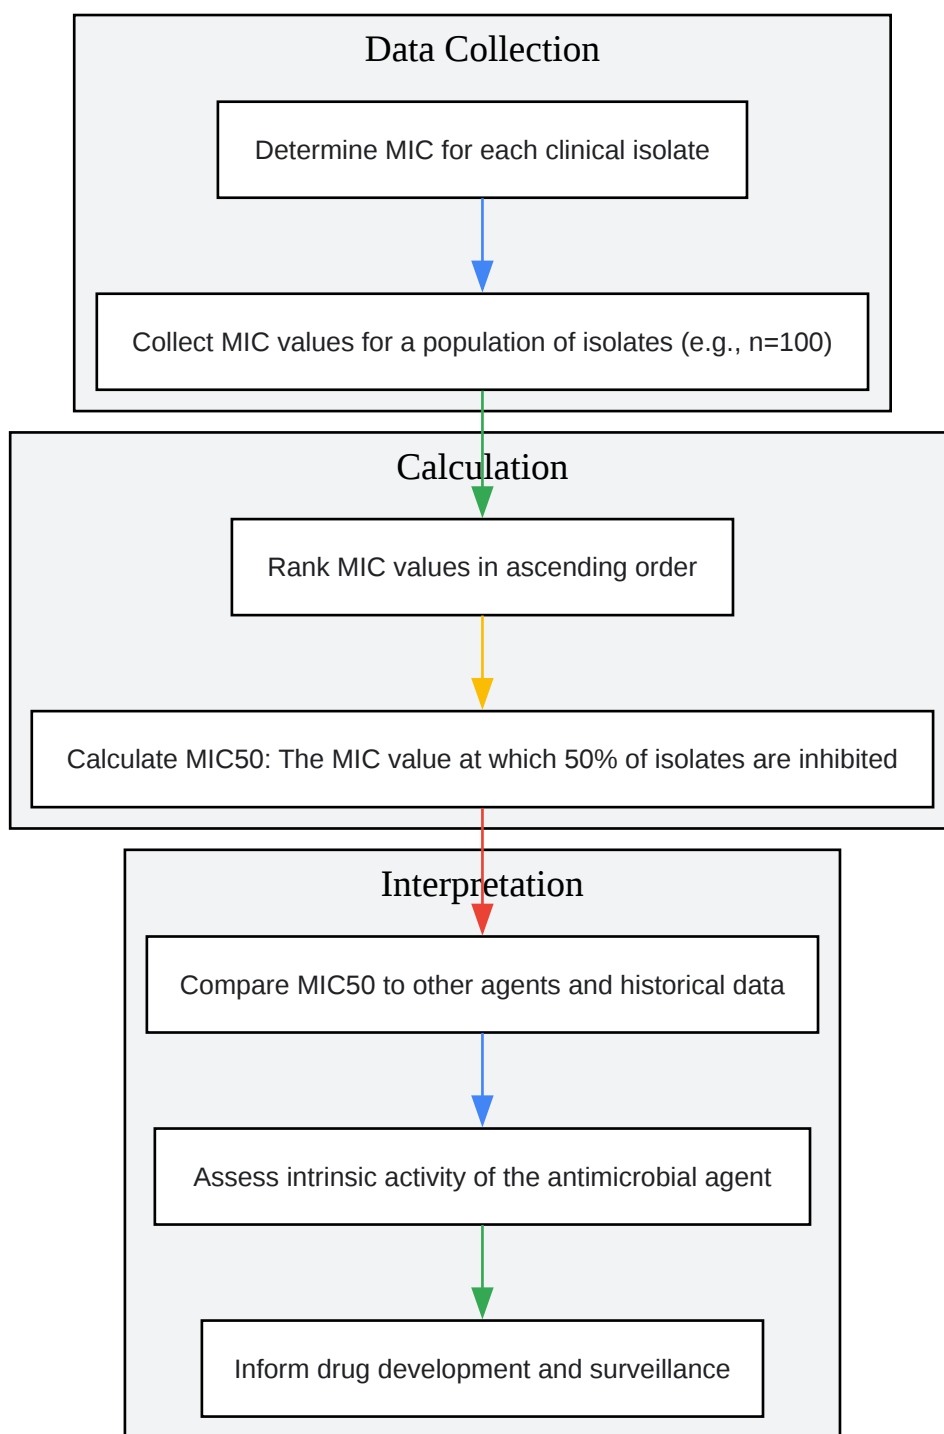 Data Collection
Determine MIC for each clinical isolate
Collect MIC values for a population of isolates (e.g., n=100)
Calculation
Rank MIC values in ascending order
Calculate MIC50: The MIC value at which 50% of isolates are inhibited
Interpretation
Compare MIC50 to other agents and historical data
Assess intrinsic activity of the antimicrobial agent
Inform drug development and surveillance